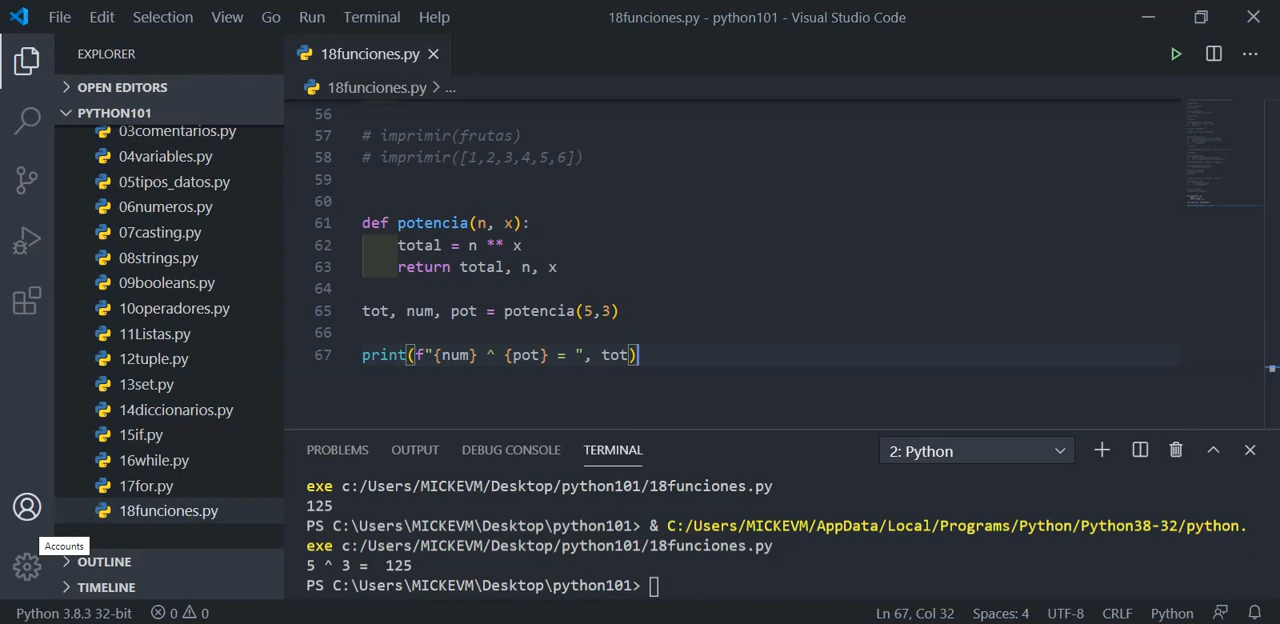 File Edit Selection View Go Run Terminal Help 18funciones.py - python101 - Visual Studio Code
EXPLORER
18funciones.py
OPEN EDITORS
18funciones.py > ...
PYTHON101
03comentarios.py
04variables.py
05tipos_datos.py
06numeros.py
07casting.py
08strings.py
09booleans.py
10operadores.py
11Listas.py
12tuple.py
13set.py
14diccionarios.py
15if.py
16while.py
17for.py
18funciones.py
Accounts
OUTLINE
TIMELINE
56
57 # imprimir(frutas)
58 # imprimir([1,2,3,4,5,6])
59
60
61 def potencia(n, x):
62 total = n ** x
63 return total, n, x
64
65 tot, num, pot = potencia(5,3)
66
67 print(f"{num} ^ {pot} = ", tot)
PROBLEMS OUTPUT DEBUG CONSOLE TERMINAL 2: Python
exe c:/Users/MICKEVM/Desktop/python101/18funciones.py
125
PS C:\Users\MICKEVM\Desktop\python101> & C:/Users/MICKEVM/AppData/Local/Programs/Python/Python38-32/python.
exe c:/Users/MICKEVM/Desktop/python101/18funciones.py
5 ^ 3 =  125
PS C:\Users\MICKEVM\Desktop\python101>
Python 3.8.3 32-bit 0 0 Ln 67, Col 32 Spaces: 4 UTF-8 CRLF Python